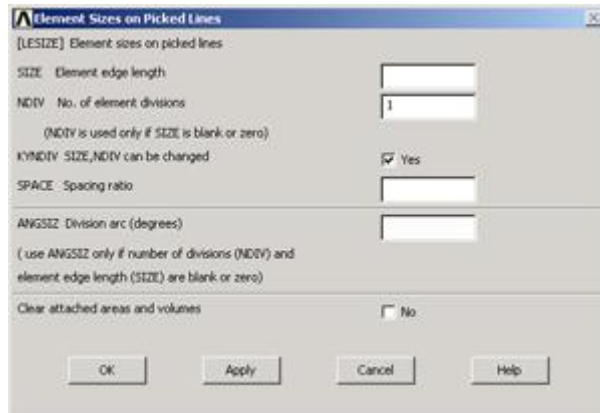 Element Sizes on Picked Lines
[LESIZE] Element sizes on picked lines
SIZE Element edge length
NDIV No. of element divisions
1
(NDIV is used only if SIZE is blank or zero)
KYNDIV SIZE,NDIV can be changed
Yes
SPACE Spacing ratio
ANGSIZ Division arc (degrees)
( use ANGSIZ only if number of divisions (NDIV) and
element edge length (SIZE) are blank or zero)
Clear attached areas and volumes
No
OK
Apply
Cancel
Help